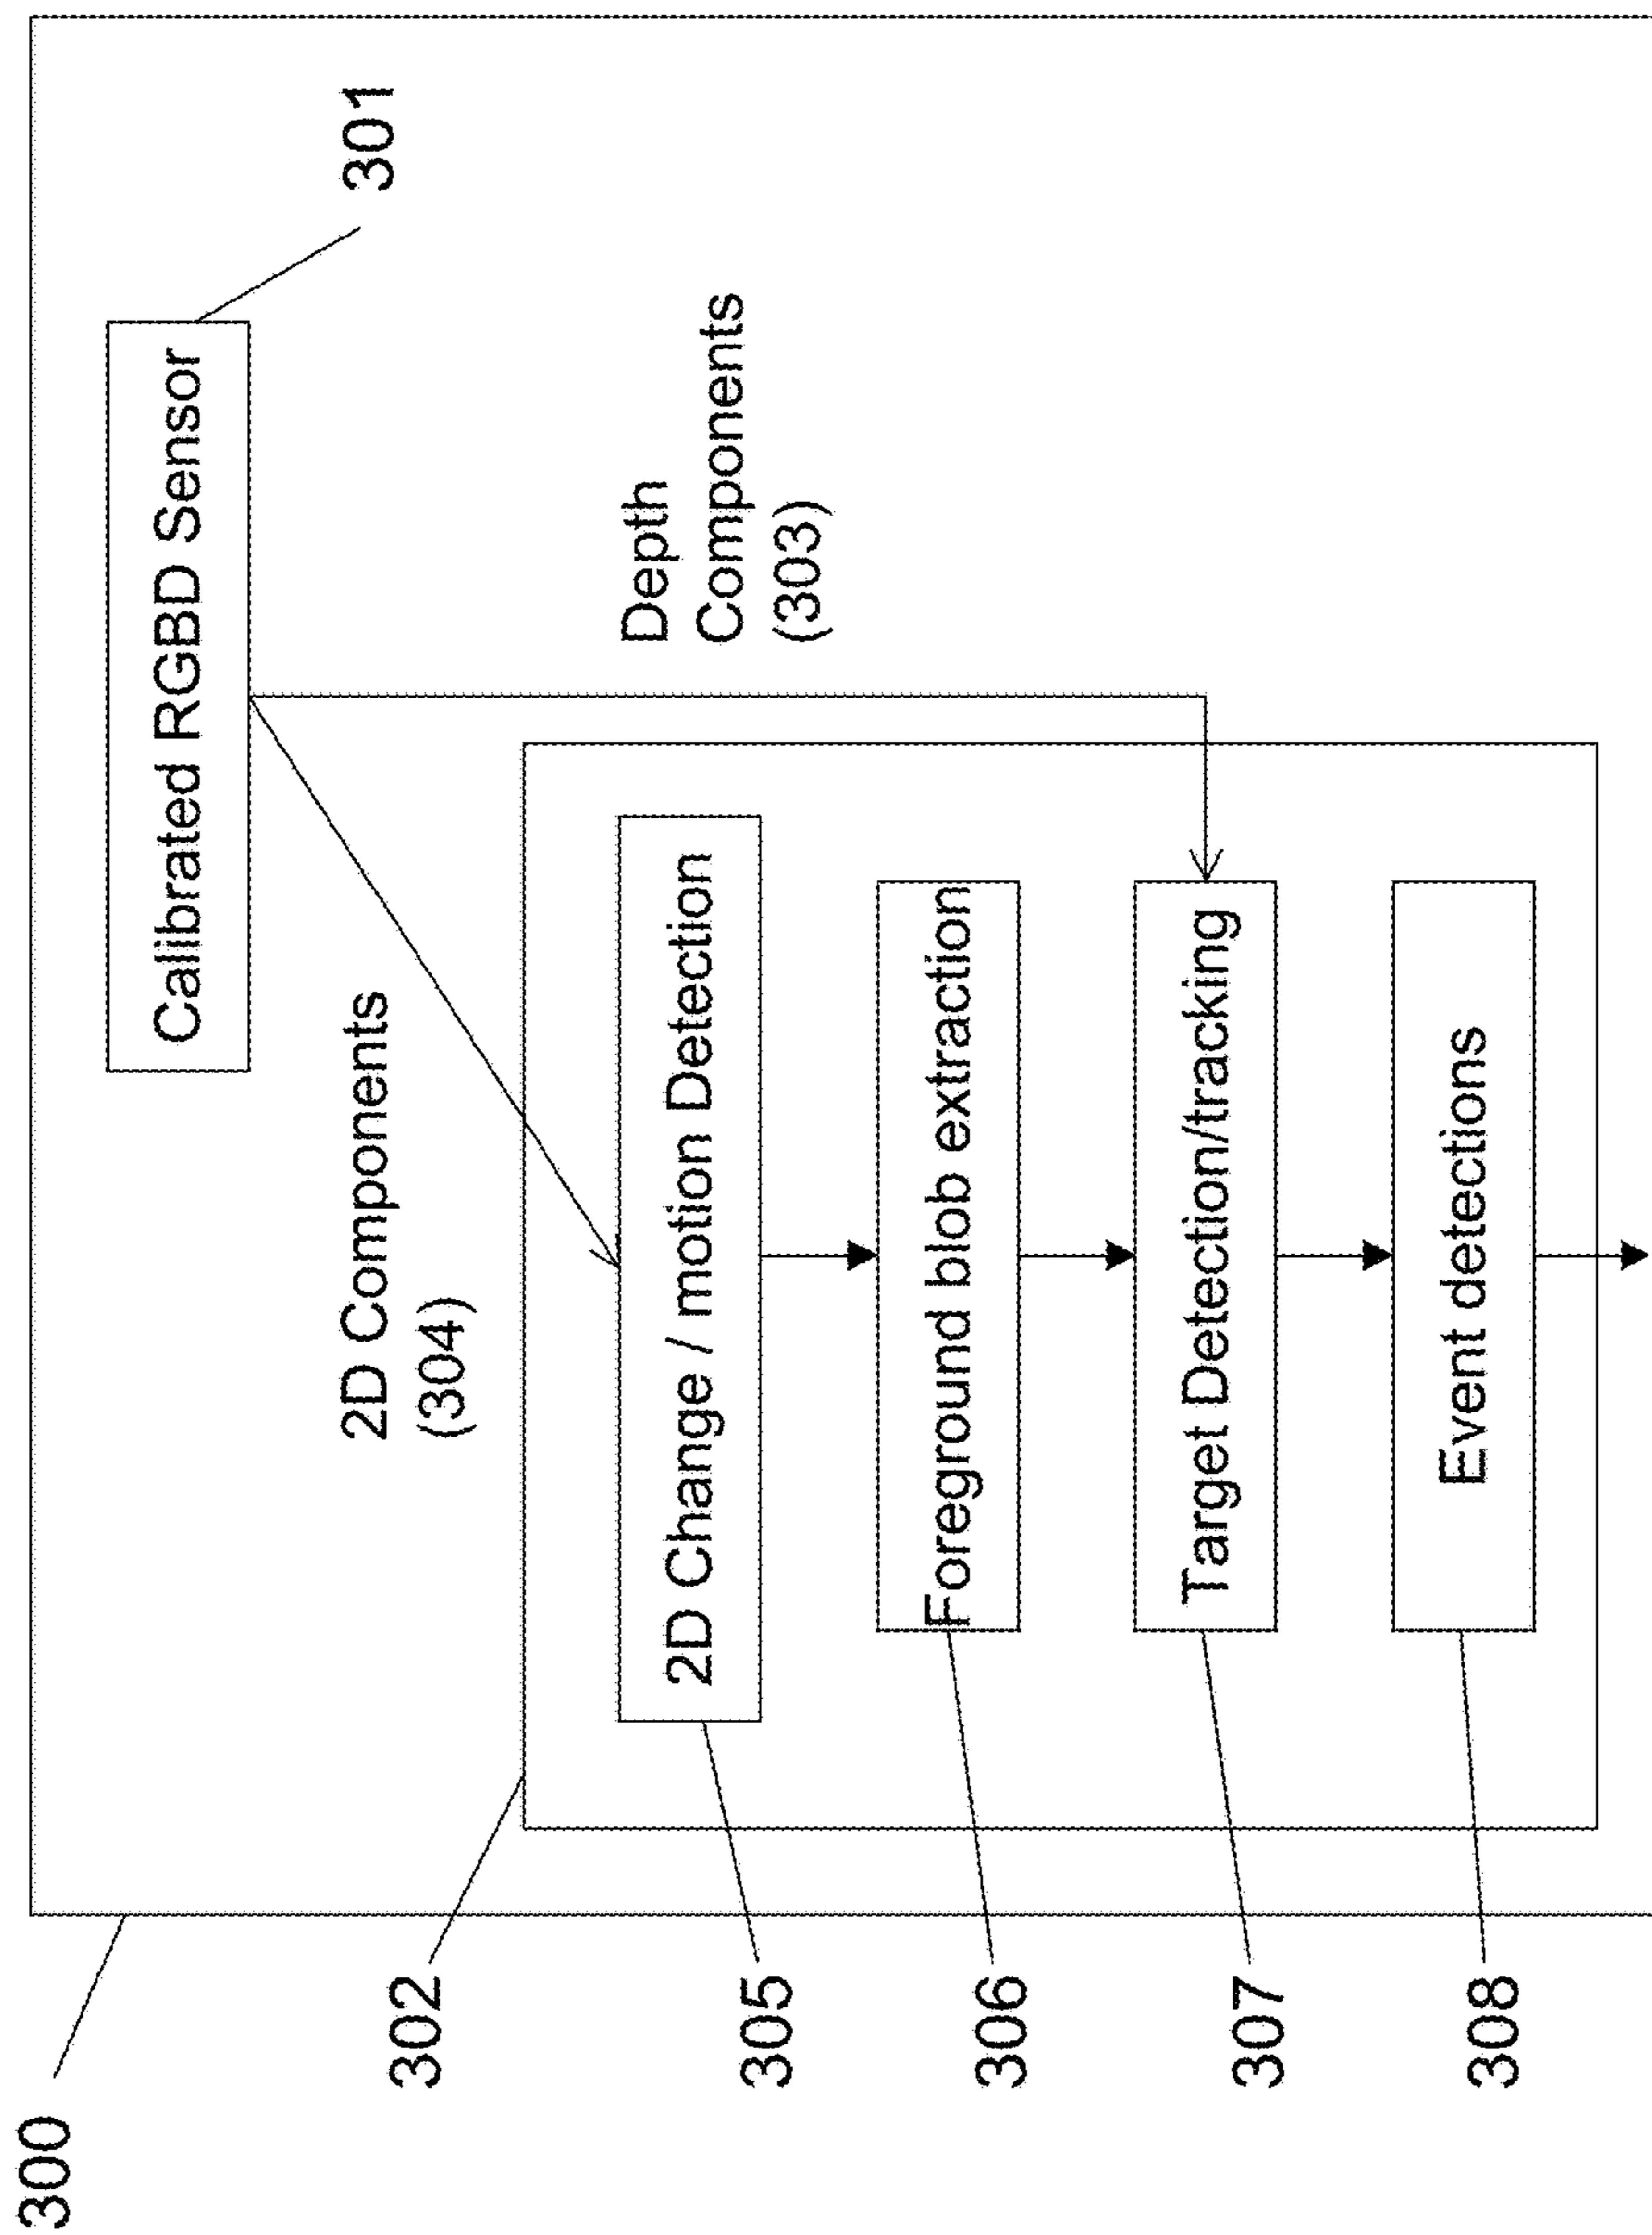 300
Calibrated RGBD Sensor
301
2D Components
(304)
Depth
Components
(303)
302
2D Change / motion Detection
305
Foreground blob extraction
306
Target Detection/tracking
307
Event detections
308